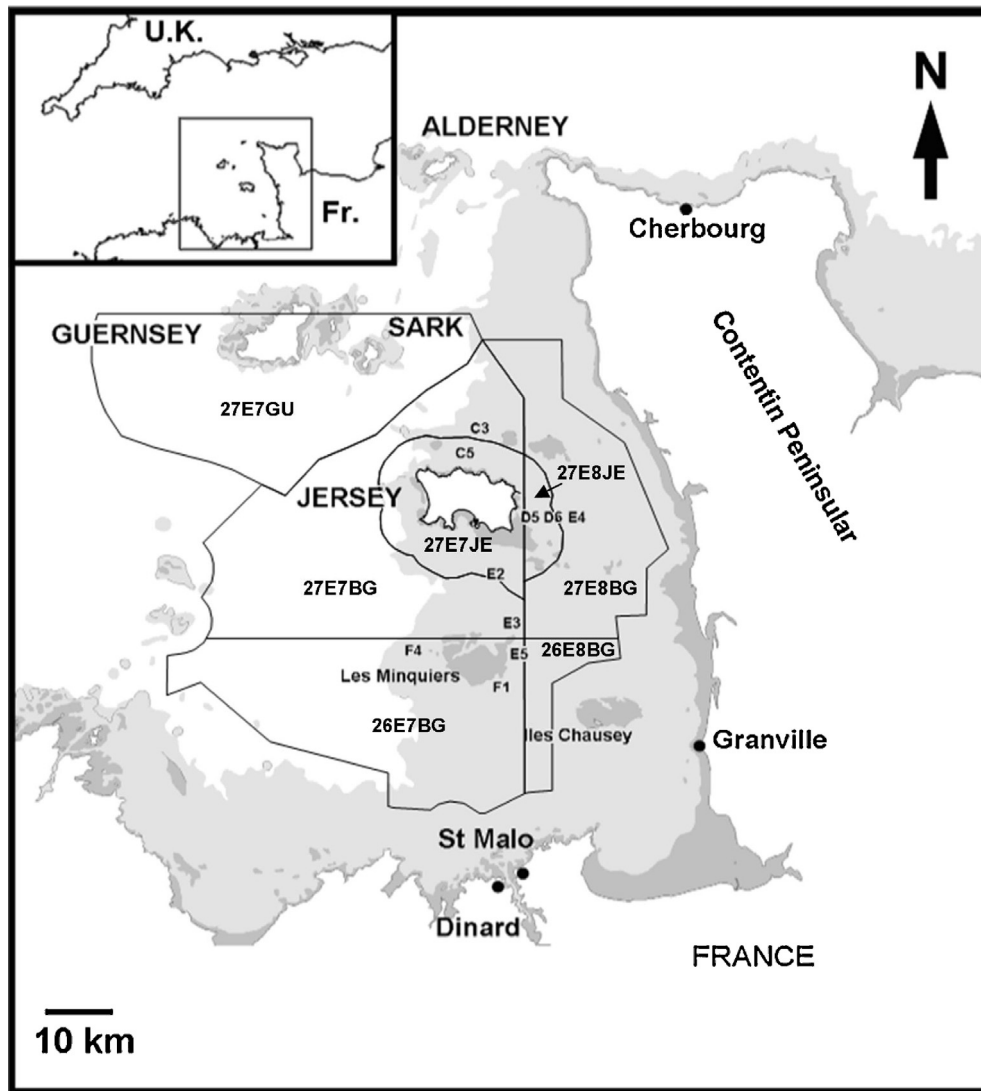 U.K.
Fr.
N
ALDERNEY
Cherbourg
GUERNSEY
SARK
Contentin Peninsular
27E7GU
C3
C5
27E8JE
JERSEY
D5 D6 E4
27E7JE
E2
27E7BG
27E8BG
E3
F4
E5
26E8BG
Les Minquiers
F1
26E7BG
Iles Chausey
Granville
St Malo
Dinard
FRANCE
10 km